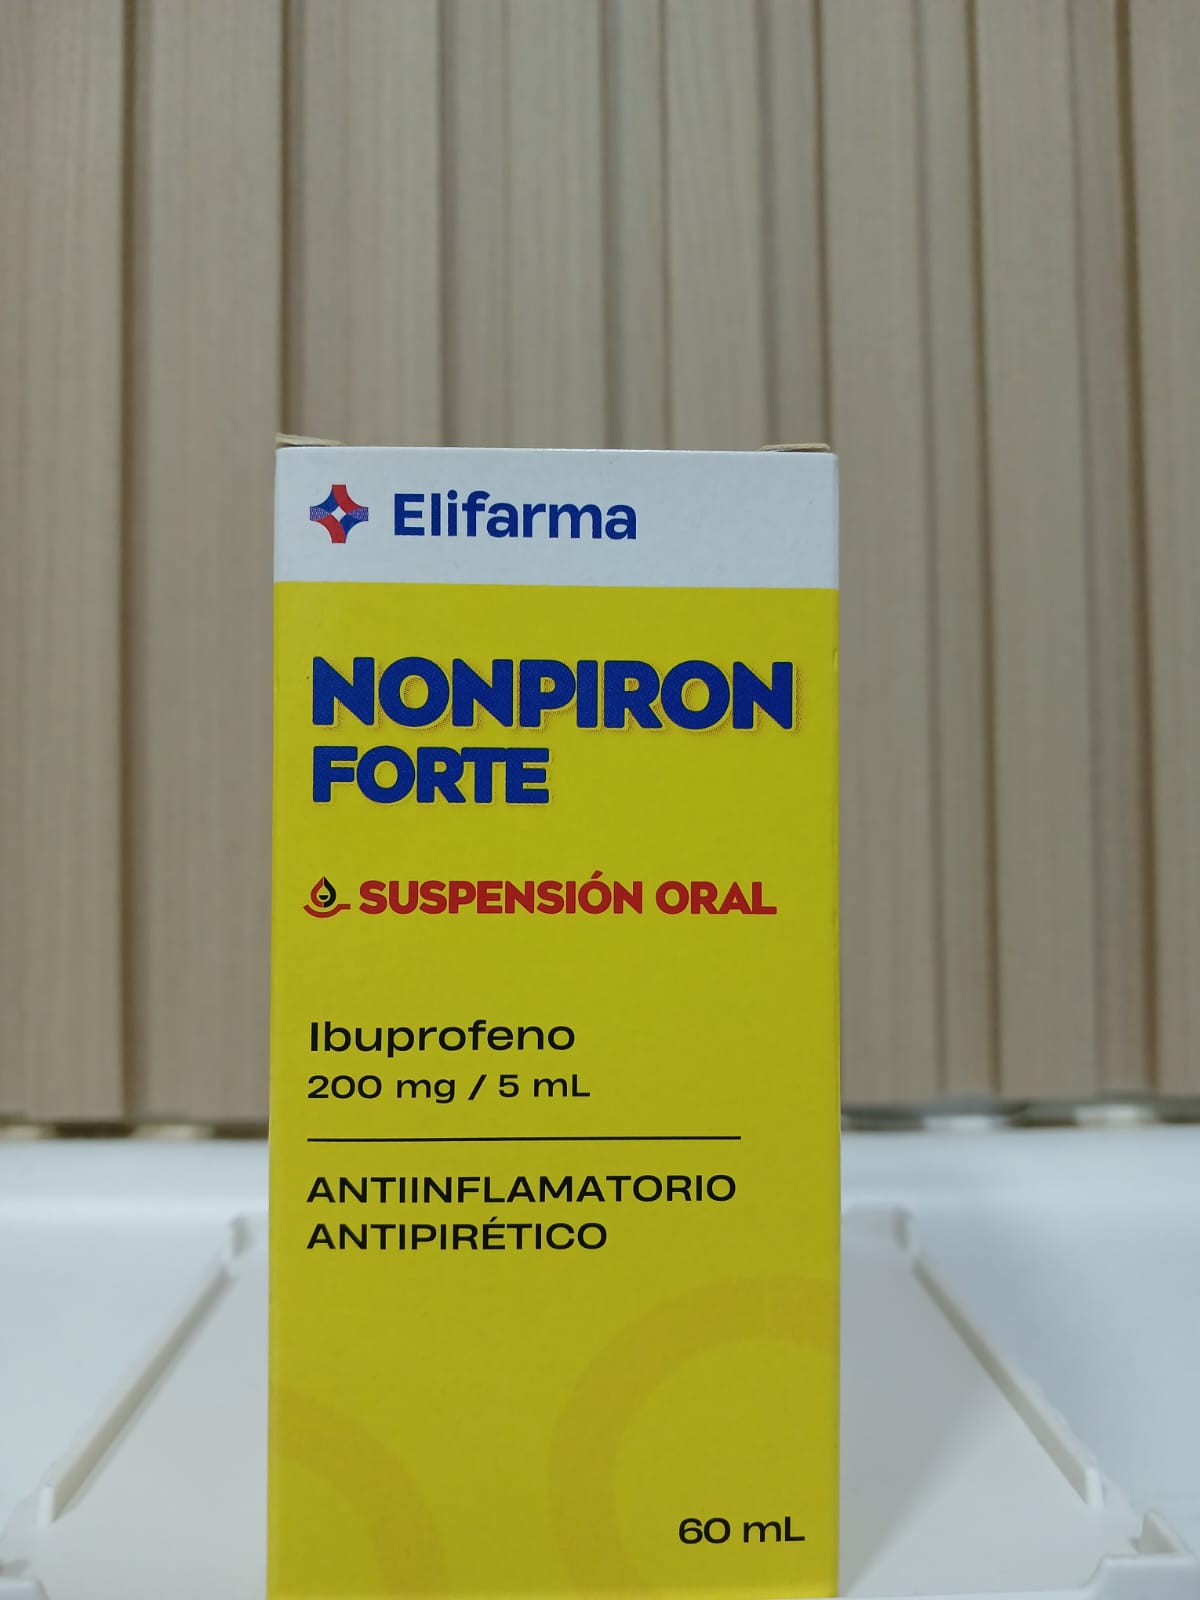 Elifarma
NONPIRON
FORTE
SUSPENSIÓN ORAL
Ibuprofeno
200 mg / 5 mL
ANTIINFLAMATORIO
ANTIPIRÉTICO
60 mL